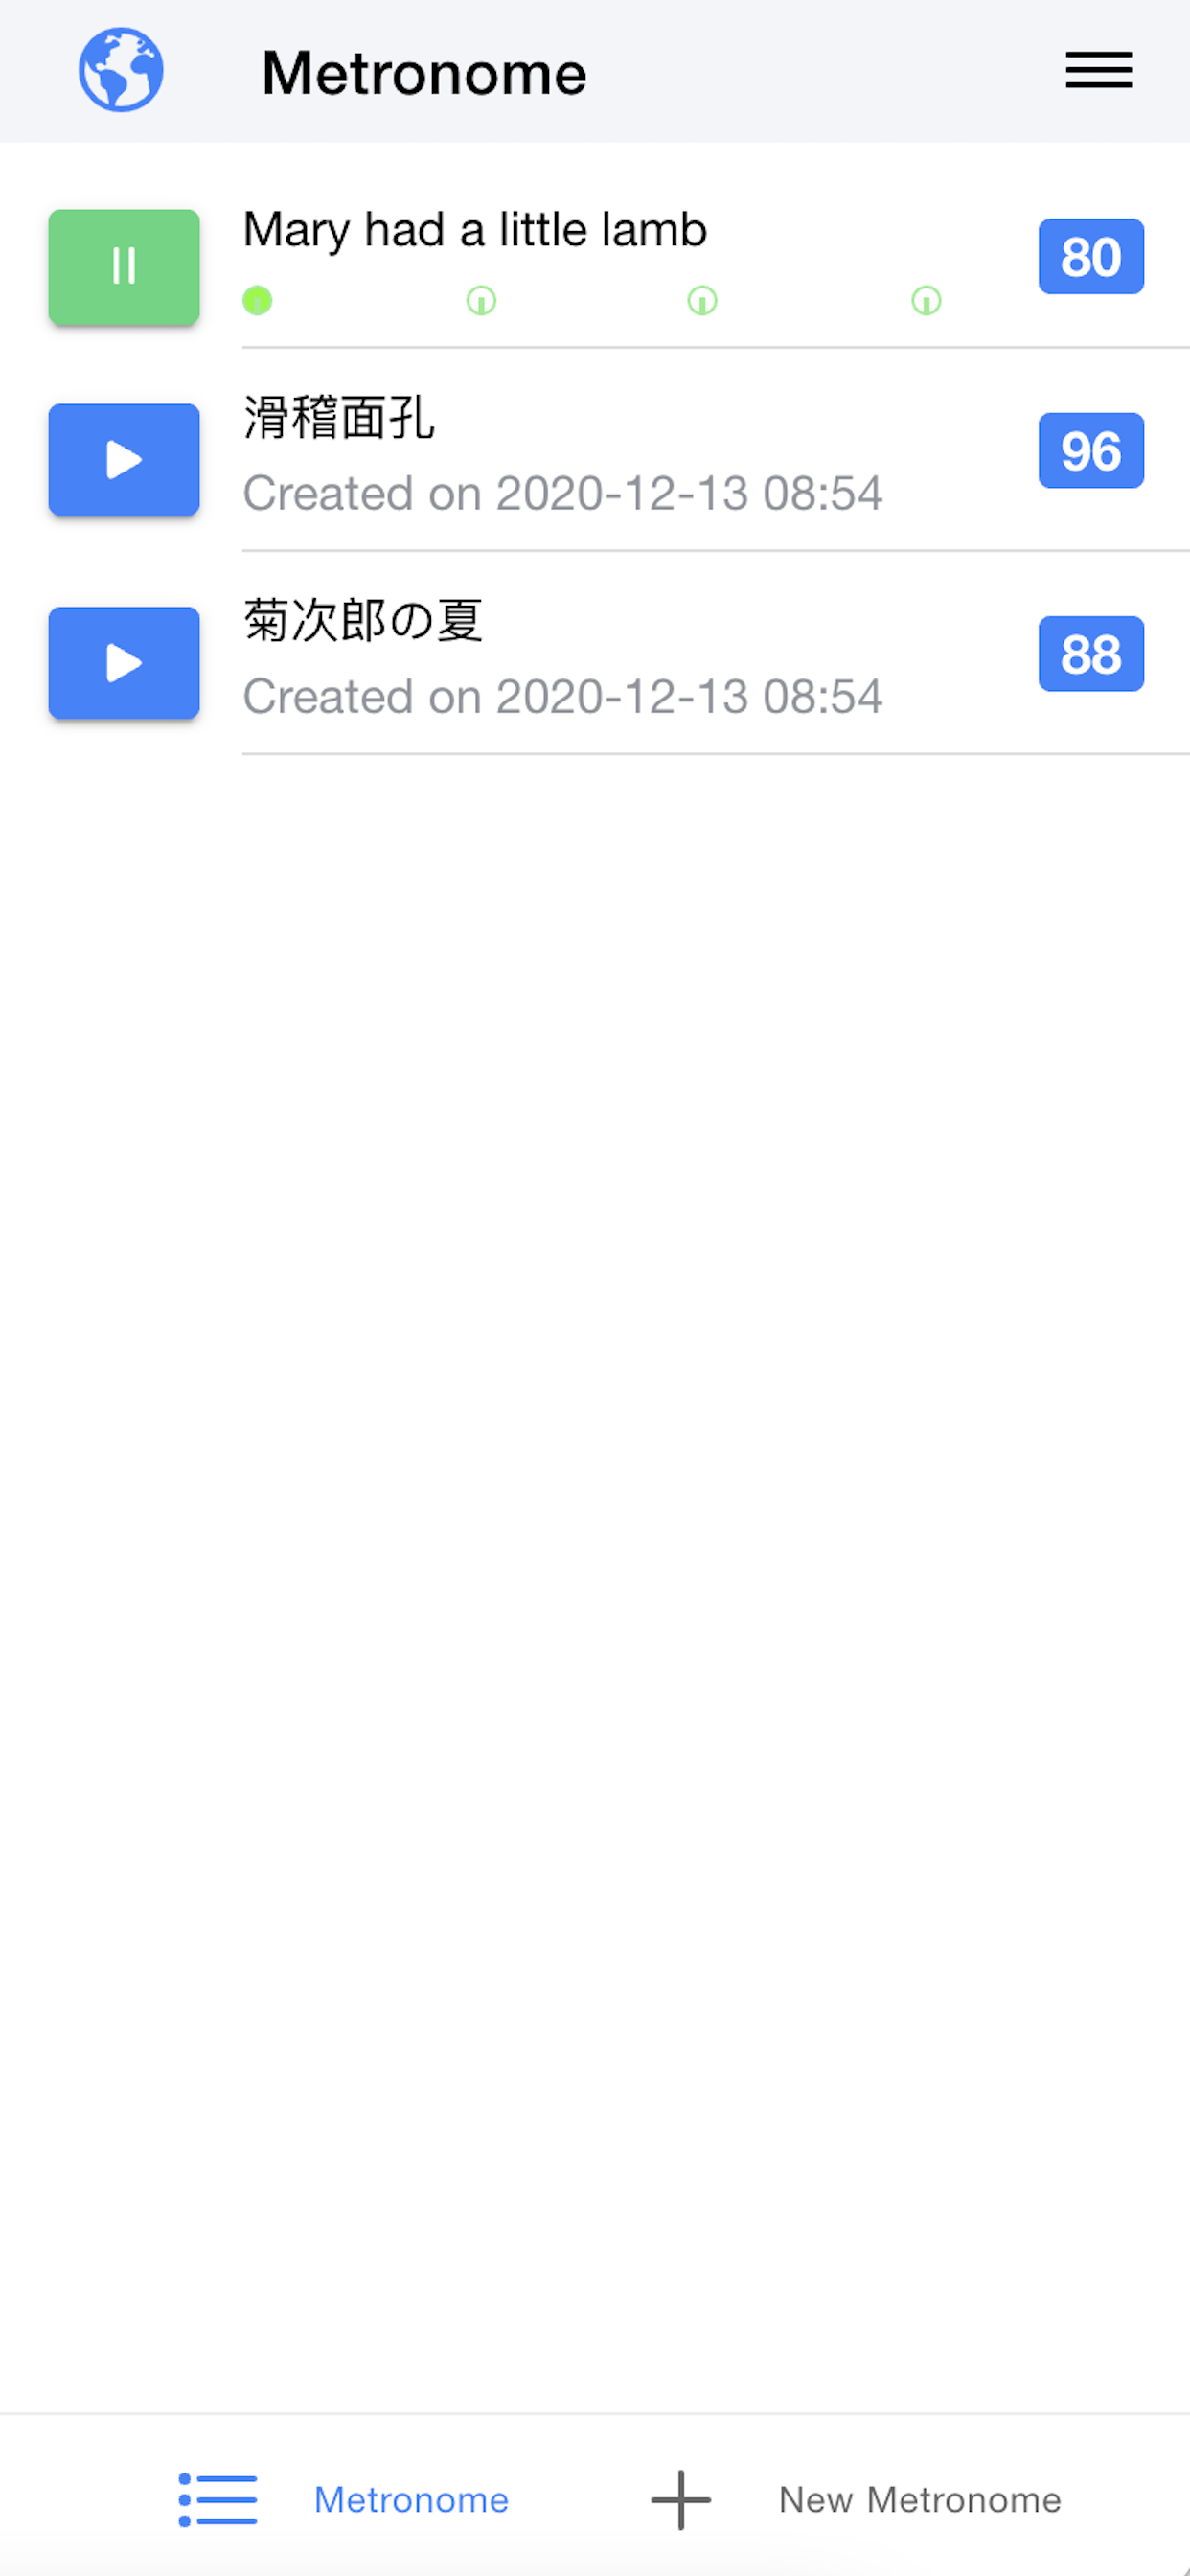 Metronome
Mary had a little lamb
80
滑稽面孔
96
Created on 2020-12-13 08:54
菊次郎の夏
88
Created on 2020-12-13 08:54
Metronome
New Metronome